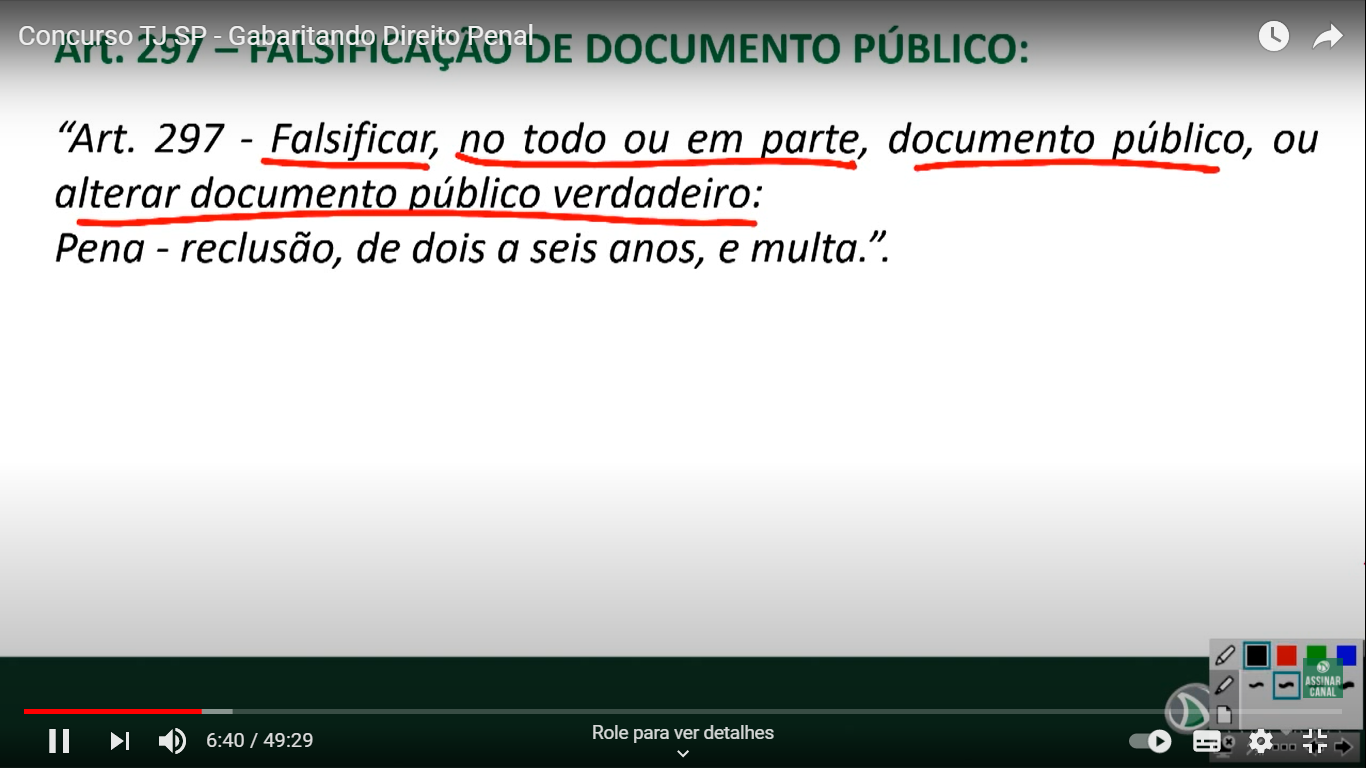 Concurso TJ SP - Gabaritando Direito Penal
Art. 297 – FALSIFICAÇÃO DE DOCUMENTO PÚBLICO:
“Art. 297 - Falsificar, no todo ou em parte, documento público, ou
alterar documento público verdadeiro:
Pena - reclusão, de dois a seis anos, e multa.”.
ASSINAR
CANAL
6:40 / 49:29
Role para ver detalhes